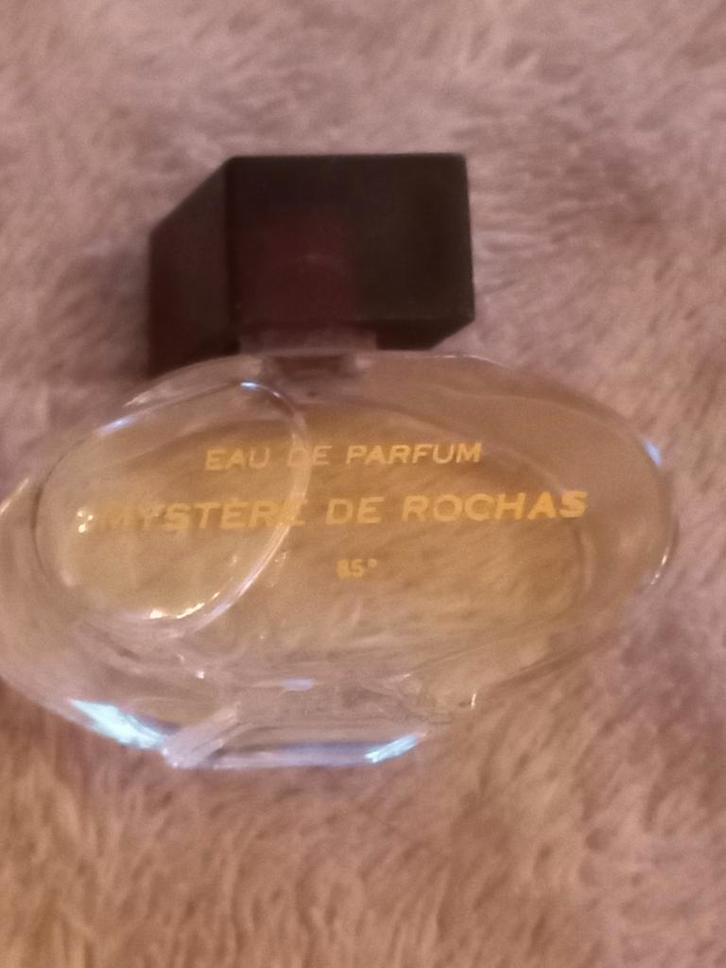 EAU DE PARFUM
MYSTÈRE DE ROCHAS
85°